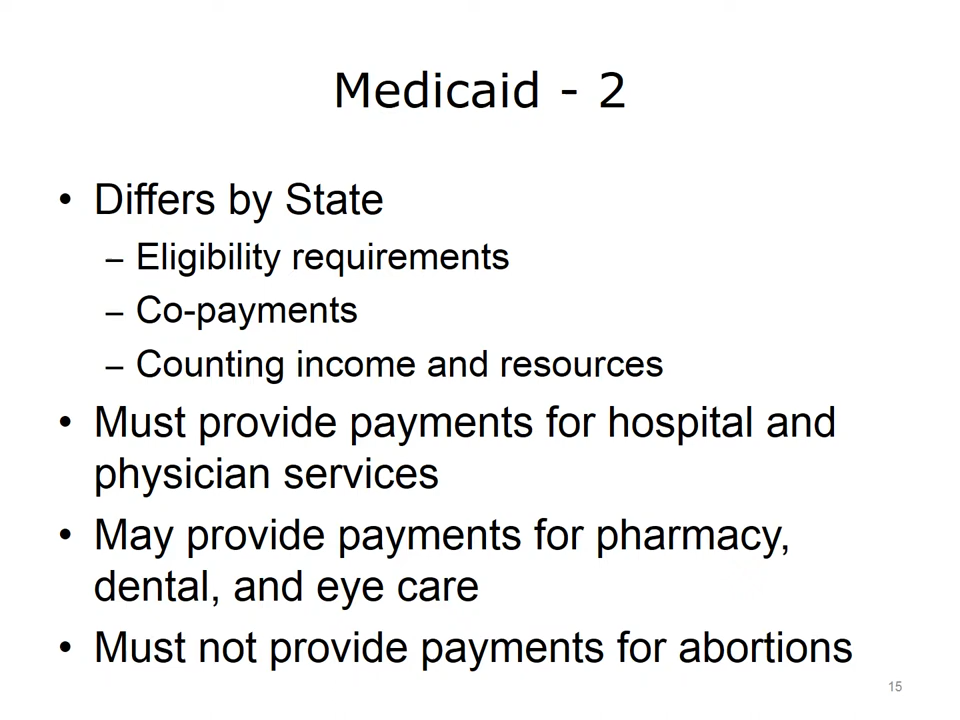 Medicaid - 2
• Differs by State
– Eligibility requirements
– Co-payments
– Counting income and resources
• Must provide payments for hospital and
physician services
• May provide payments for pharmacy,
dental, and eye care
• Must not provide payments for abortions
15